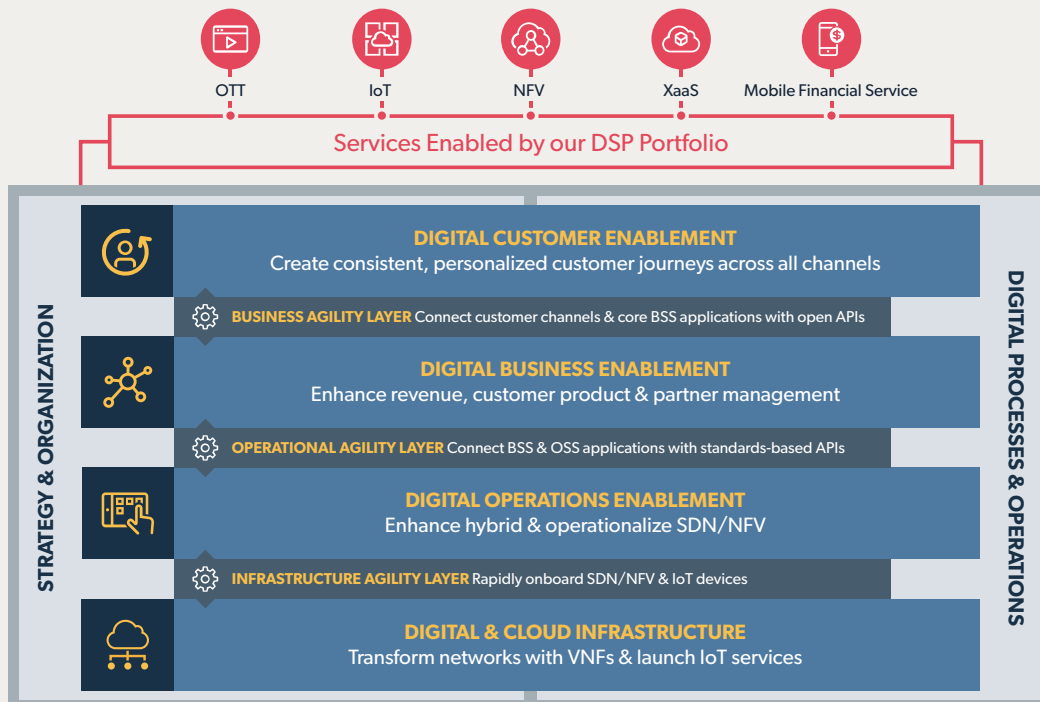 OTT
IoT
NFV
XaaS
Mobile Financial Service
Services Enabled by our DSP Portfolio
STRATEGY & ORGANIZATION
DIGITAL CUSTOMER ENABLEMENT
Create consistent, personalized customer journeys across all channels
BUSINESS AGILITY LAYER Connect customer channels & core BSS applications with open APIs
DIGITAL BUSINESS ENABLEMENT
Enhance revenue, customer product & partner management
OPERATIONAL AGILITY LAYER Connect BSS & OSS applications with standards-based APIs
DIGITAL OPERATIONS ENABLEMENT
Enhance hybrid & operationalize SDN/NFV
INFRASTRUCTURE AGILITY LAYER Rapidly onboard SDN/NFV & IoT devices
DIGITAL & CLOUD INFRASTRUCTURE
Transform networks with VNFs & launch IoT services
DIGITAL PROCESSES & OPERATIONS